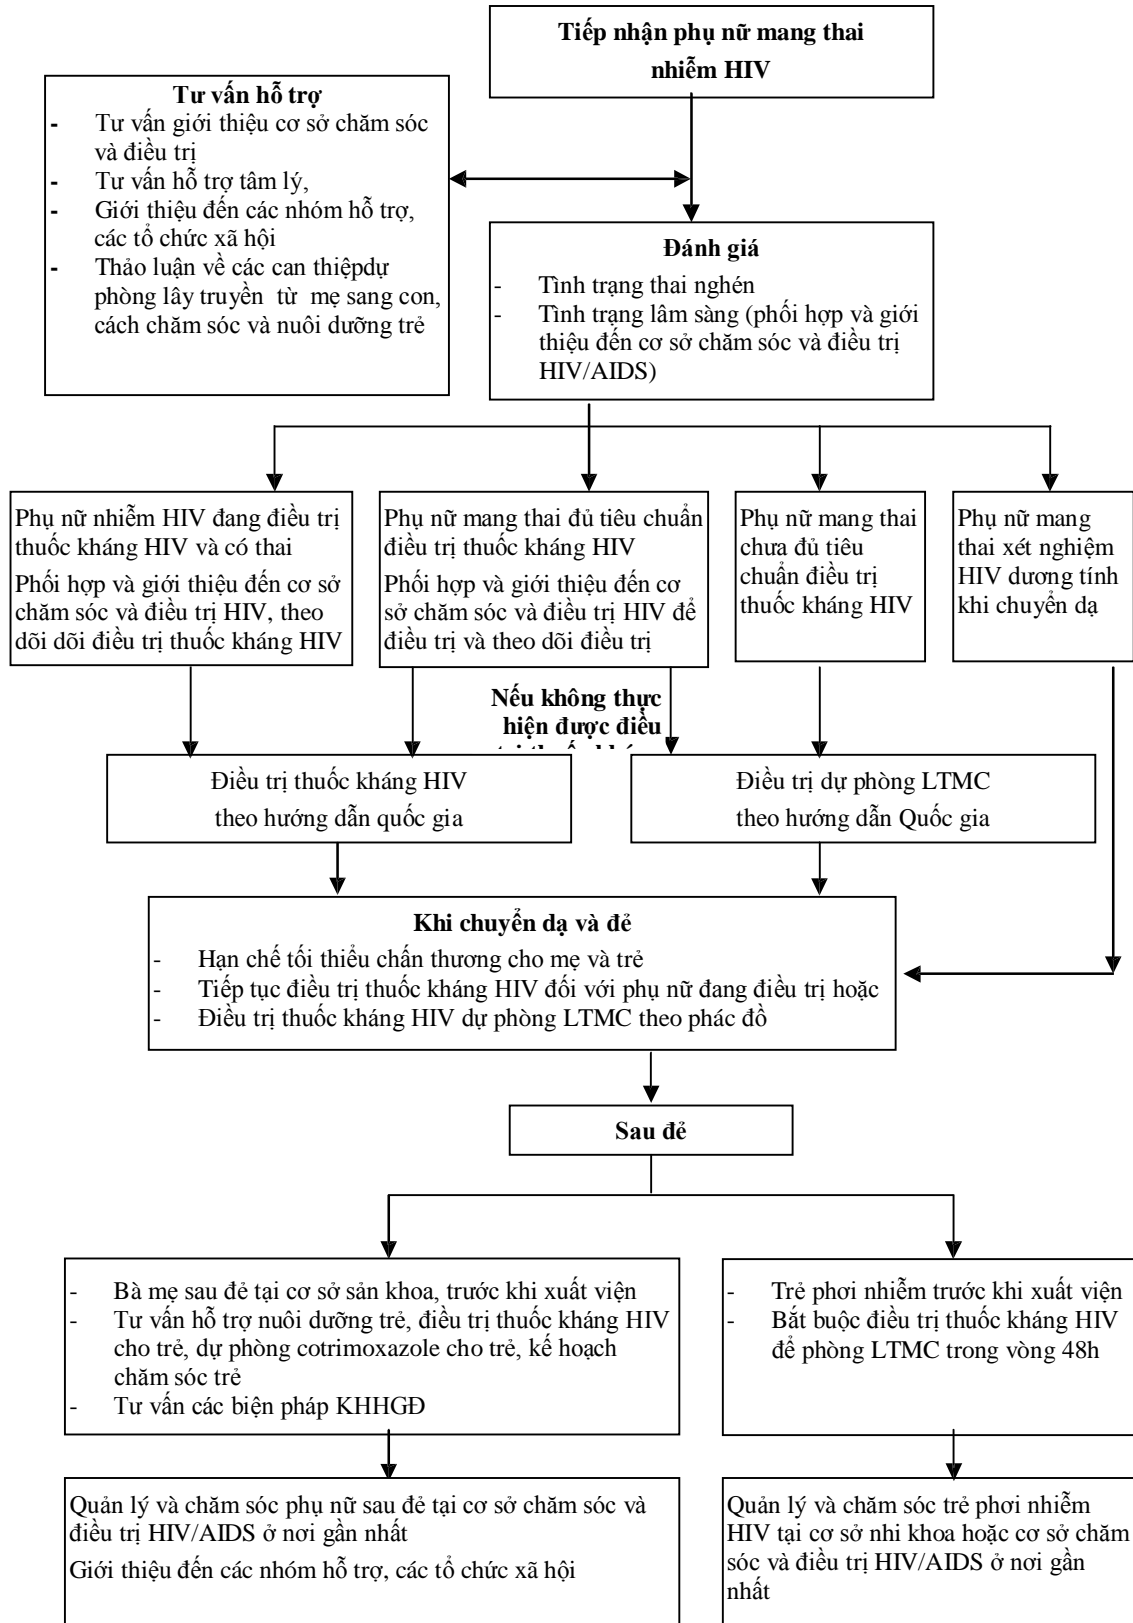 Tiếp nhận phụ nữ mang thai
nhiễm HIV
Tư vấn hỗ trợ
- Tư vấn giới thiệu cơ sở chăm sóc
và điều trị
- Tư vấn hỗ trợ tâm lý,
- Giới thiệu đến các nhóm hỗ trợ,
các tổ chức xã hội
- Thảo luận về các can thiệpdự
phòng lây truyền từ mẹ sang con,
cách chăm sóc và nuôi dưỡng trẻ
Đánh giá
- Tình trạng thai nghén
- Tình trạng lâm sàng (phối hợp và giới
thiệu đến cơ sở chăm sóc và điều trị
HIV/AIDS)
Phụ nữ nhiễm HIV đang điều trị
thuốc kháng HIV và có thai
Phối hợp và giới thiệu đến cơ sở
chăm sóc và điều trị HIV, theo
dõi dõi điều trị thuốc kháng HIV
Phụ nữ mang thai đủ tiêu chuẩn
điều trị thuốc kháng HIV
Phối hợp và giới thiệu đến cơ
sở chăm sóc và điều trị HIV để
điều trị và theo dõi điều trị
Phụ nữ mang thai
chưa đủ tiêu
chuẩn điều trị
thuốc kháng HIV
Phụ nữ mang
thai xét nghiệm
HIV dương tính
khi chuyển dạ
Nếu không thực
hiện được điều
Điều trị thuốc kháng HIV
theo hướng dẫn quốc gia
Điều trị dự phòng LTMC
theo hướng dẫn Quốc gia
Khi chuyển dạ và đẻ
- Hạn chế tối thiểu chấn thương cho mẹ và trẻ
- Tiếp tục điều trị thuốc kháng HIV đối với phụ nữ đang điều trị hoặc
- Điều trị thuốc kháng HIV dự phòng LTMC theo phác đồ
Sau đẻ
- Bà mẹ sau đẻ tại cơ sở sản khoa, trước khi xuất viện
- Tư vấn hỗ trợ nuôi dưỡng trẻ, điều trị thuốc kháng HIV
cho trẻ, dự phòng cotrimoxazole cho trẻ, kế hoạch
chăm sóc trẻ
- Tư vấn các biện pháp KHHGĐ
- Trẻ phơi nhiễm trước khi xuất viện
- Bắt buộc điều trị thuốc kháng HIV
để phòng LTMC trong vòng 48h
Quản lý và chăm sóc phụ nữ sau đẻ tại cơ sở chăm sóc và
điều trị HIV/AIDS ở nơi gần nhất
Giới thiệu đến các nhóm hỗ trợ, các tổ chức xã hội
Quản lý và chăm sóc trẻ phơi nhiễm
HIV tại cơ sở nhi khoa hoặc cơ sở chăm
sóc và điều trị HIV/AIDS ở nơi gần
nhất